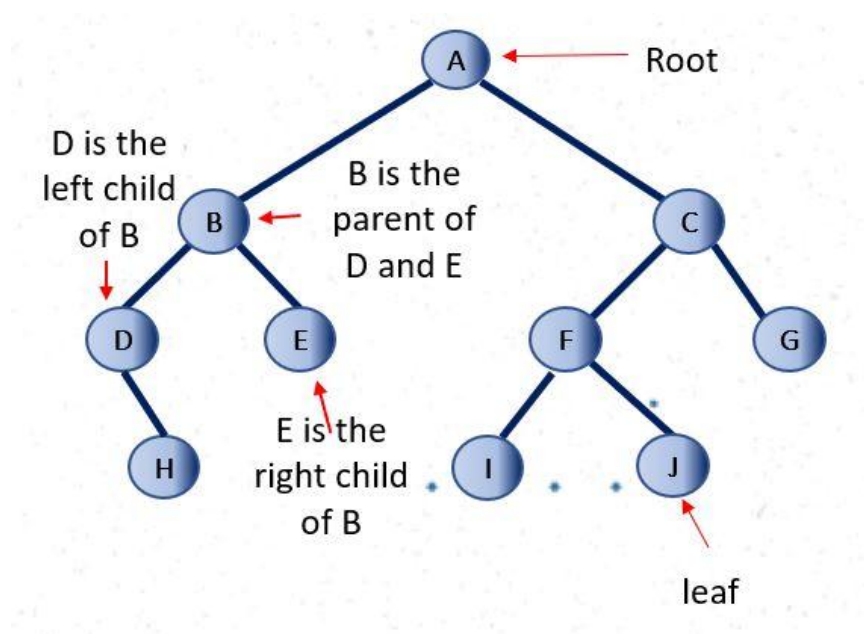 A
Root
D is the
left child
of B
B is the
parent of
D and E
B
C
D
E
F
G
E is the
right child
of B
H
I
J
leaf